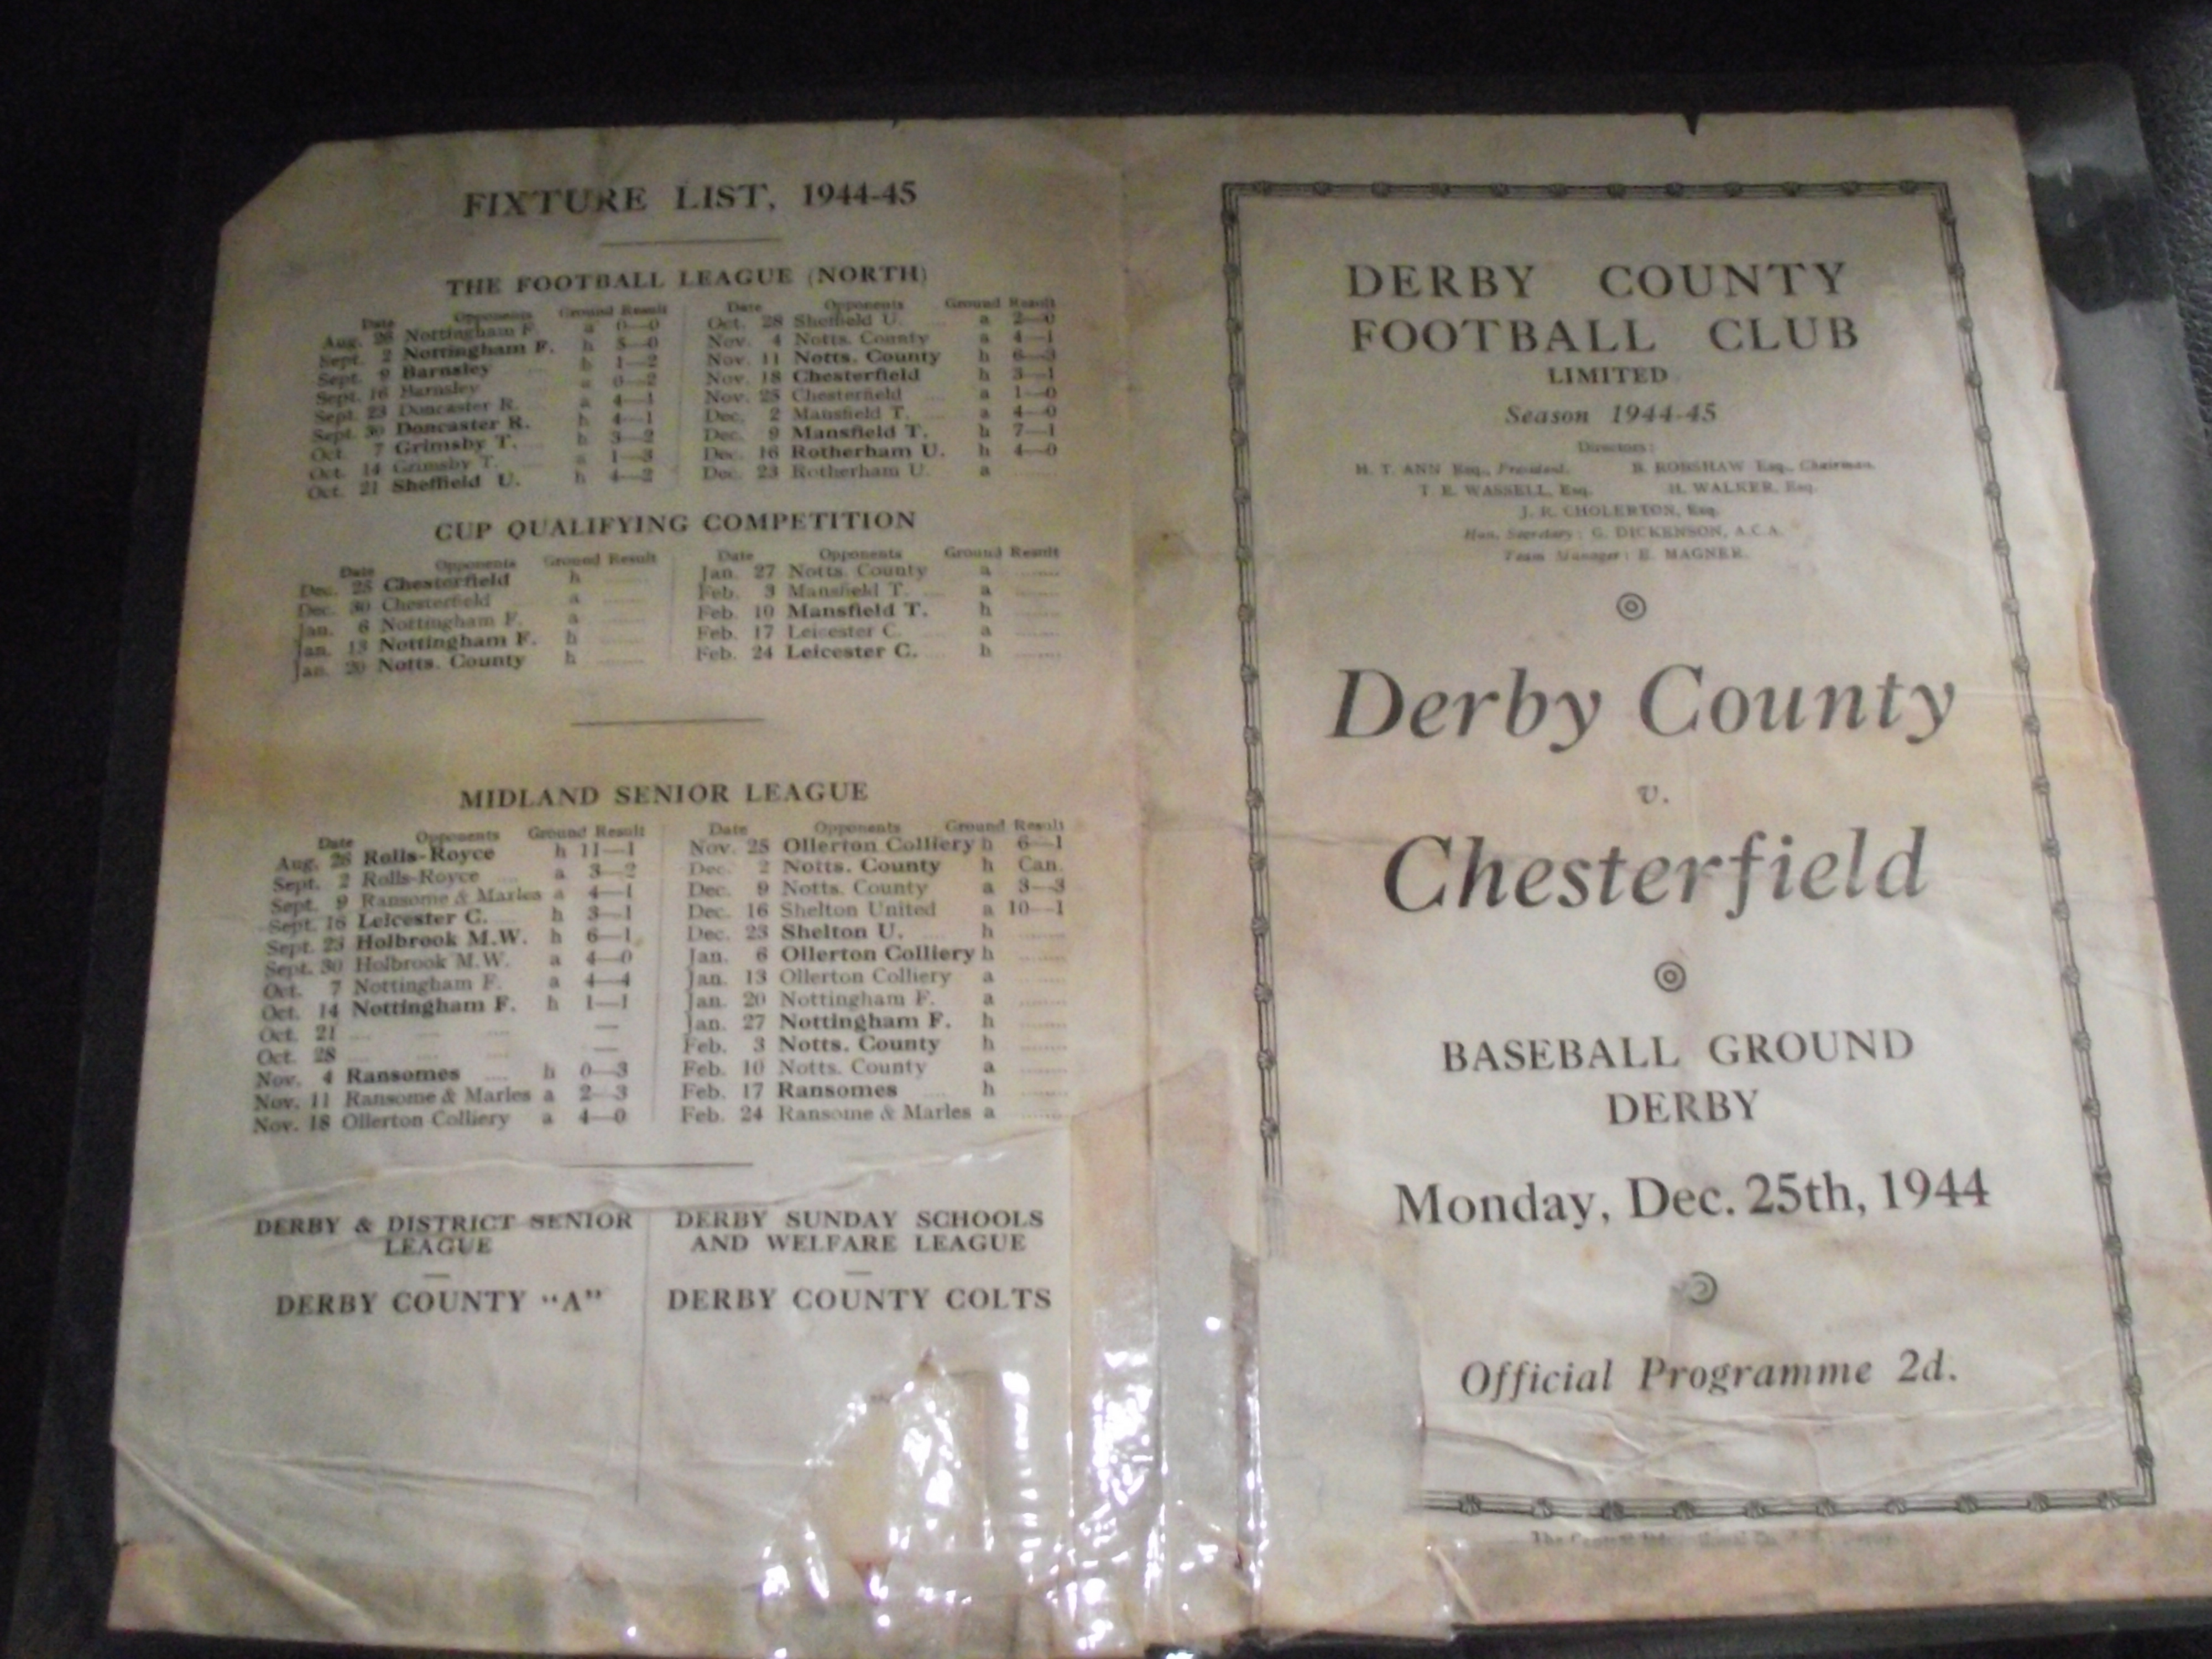 FIXTURE LIST, 1944-45
THE FOOTBALL LEAGUE (NORTH)
Date Opponents Ground Result
Aug. 26 Nottingham F. a 0—0
Sept. 2 Nottingham F. h 5—0
Sept. 9 Barnsley h 1—2
Sept. 16 Barnsley a 0—2
Sept. 23 Doncaster R. a 4—1
Sept. 30 Doncaster R. h 4—1
Oct. 7 Grimsby T. h 3—2
Oct. 14 Grimsby T. a 1—3
Oct. 21 Sheffield U. h 4—2
Date Opponents Ground Result
Oct. 28 Sheffield U. a 2—0
Nov. 4 Notts. County a 4—1
Nov. 11 Notts. County h 6—3
Nov. 18 Chesterfield h 3—1
Nov. 25 Chesterfield a 1—0
Dec. 2 Mansfield T. a 4—0
Dec. 9 Mansfield T. h 7—1
Dec. 16 Rotherham U. h 4—0
Dec. 23 Rotherham U. a
CUP QUALIFYING COMPETITION
Date Opponents Ground Result
Dec. 25 Chesterfield h
Dec. 30 Chesterfield a
Jan. 6 Nottingham F. a
Jan. 13 Nottingham F. h
Jan. 20 Notts. County h
Date Opponents Ground Result
Jan. 27 Notts. County a
Feb. 3 Mansfield T. a
Feb. 10 Mansfield T. h
Feb. 17 Leicester C. a
Feb. 24 Leicester C. h
MIDLAND SENIOR LEAGUE
Date Opponents Ground Result
Aug. 26 Rolls-Royce h 11—1
Sept. 2 Rolls-Royce a 3—2
Sept. 9 Ransome & Marles a 4—1
Sept. 16 Leicester C. h 3—1
Sept. 23 Holbrook M.W. h 6—1
Sept. 30 Holbrook M.W. a 4—0
Oct. 7 Nottingham F. a 4—4
Oct. 14 Nottingham F. h 1—1
Oct. 21 —
Oct. 28 —
Nov. 4 Ransomes h 0—3
Nov. 11 Ransome & Marles a 2—3
Nov. 18 Ollerton Colliery a 4—0
Date Opponents Ground Result
Nov. 25 Ollerton Colliery h 6—1
Dec. 2 Notts. County h Can.
Dec. 9 Notts. County a 3—3
Dec. 16 Shelton United a 10—1
Dec. 23 Shelton U. h
Jan. 6 Ollerton Colliery h
Jan. 13 Ollerton Colliery a
Jan. 20 Nottingham F. a
Jan. 27 Nottingham F. h
Feb. 3 Notts. County h
Feb. 10 Notts. County a
Feb. 17 Ransomes h
Feb. 24 Ransome & Marles a
DERBY & DISTRICT SENIOR
LEAGUE
DERBY COUNTY "A"
DERBY SUNDAY SCHOOLS
AND WELFARE LEAGUE
DERBY COUNTY COLTS
DERBY COUNTY
FOOTBALL CLUB
LIMITED
Season 1944-45
Directors:
H. T. ANN Esq., President. B. ROBSHAW Esq., Chairman.
T. E. WASSELL, Esq. H. WALKER, Esq.
J. R. CHOLERTON, Esq.
Hon. Secretary: G. DICKENSON, A.C.A.
Team Manager: E. MAGNER.
Derby County
v.
Chesterfield
BASEBALL GROUND
DERBY
Monday, Dec. 25th, 1944
Official Programme 2d.
The